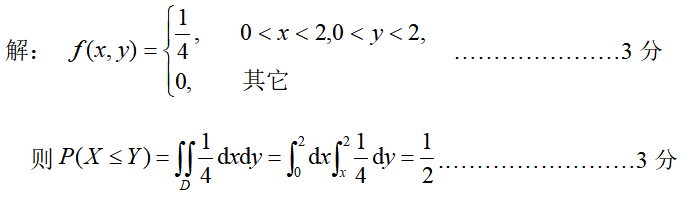 解： f(x, y) = { 1/4, 0 < x < 2,0 < y < 2, …………………3 分
0, 其它
则 P(X ≤ Y) = ∬_D 1/4 dxdy = ∫_0^2 dx ∫_x^2 1/4 dy = 1/2 ……………………3 分